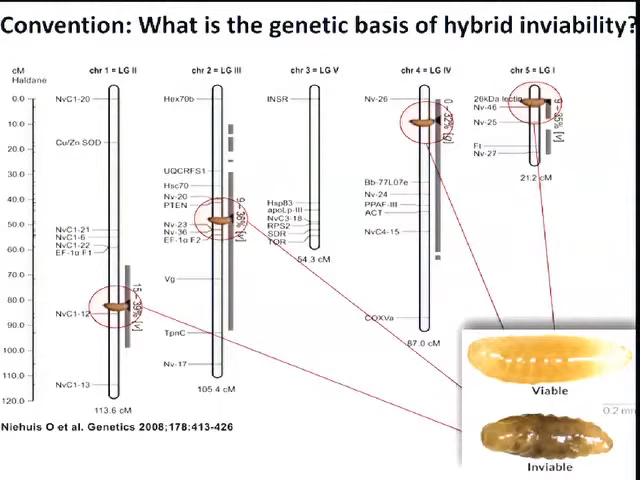 Convention: What is the genetic basis of hybrid inviability?
cM
Haldane
chr 1 = LG II
chr 2 = LG III
chr 3 = LG V
chr 4 = LG IV
chr 5 = LG I
0.0
10.0
20.0
30.0
40.0
50.0
60.0
70.0
80.0
90.0
100.0
110.0
120.0
NvC1-20
Cu/Zn SOD
NvC1-21
NvC1-6
NvC1-22
EF-1α F1
NvC1-12
NvC1-13
113.6 cM
15 – 39% [v]
Hex70b
UQCRFS1
Hsc70
Nv-20
PTEN
Nv-23
Nv-36
EF-1α F2
Vg
TpnC
Nv-17
105.4 cM
9 – 36% [v]
INSR
Hsp83
apoLp-III
NvC3-18
RPS2
SDR
TOR
54.3 cM
Nv-26
Bb-77L07e
Nv-24
PPAF-III
ACT
NvC4-15
COXVa
87.0 cM
26kDa lectin
Nv-46
Nv-25
Ft
Nv-27
21.2 cM
Viable
0.2 m
Inviable
Niehuis O et al. Genetics 2008;178:413-426